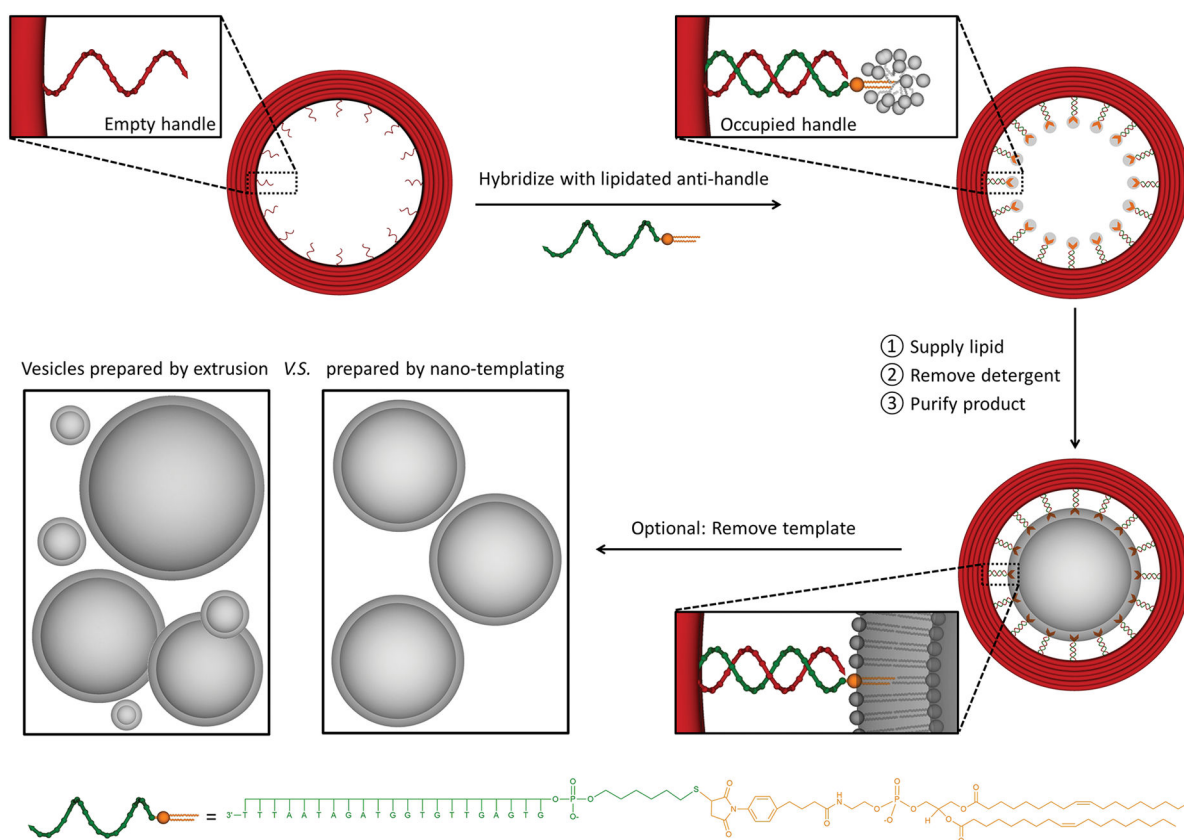 Empty handle
Occupied handle
Hybridize with lipidated anti-handle
① Supply lipid
② Remove detergent
③ Purify product
Vesicles prepared by extrusion V.S. prepared by nano-templating
Optional: Remove template
= 3'- T T T A A T A G A T G G T G T T G A G T G
O
O-P-O
O-
S
O
N
O
O
H
N
O
O
P
O
-O
O
H
O
O
O
O